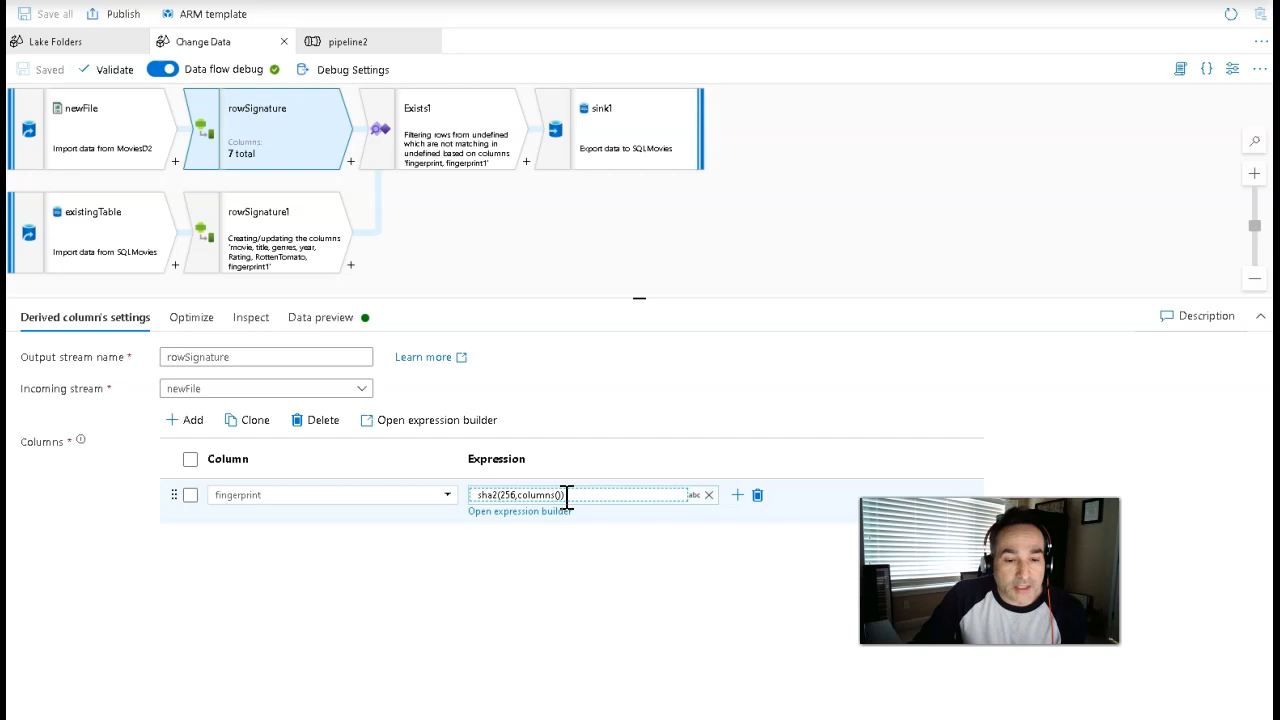 Save all Publish ARM template
Lake Folders Change Data pipeline2
Saved Validate Data flow debug Debug Settings
newFile
Import data from MoviesD2
rowSignature
Columns:
7 total
Exists1
Filtering rows from undefined
which are not matching in
undefined based on columns
'fingerprint, fingerprint1'
sink1
Export data to SQLMovies
existingTable
Import data from SQLMovies
rowSignature1
Creating/updating the columns
'movie, title, genres, year,
Rating, RottenTomato,
fingerprint1'
Derived column's settings Optimize Inspect Data preview Description
Output stream name * rowSignature Learn more
Incoming stream * newFile
Add Clone Delete Open expression builder
Columns *
Column Expression
fingerprint sha2(256,columns()) abc
Open expression builder